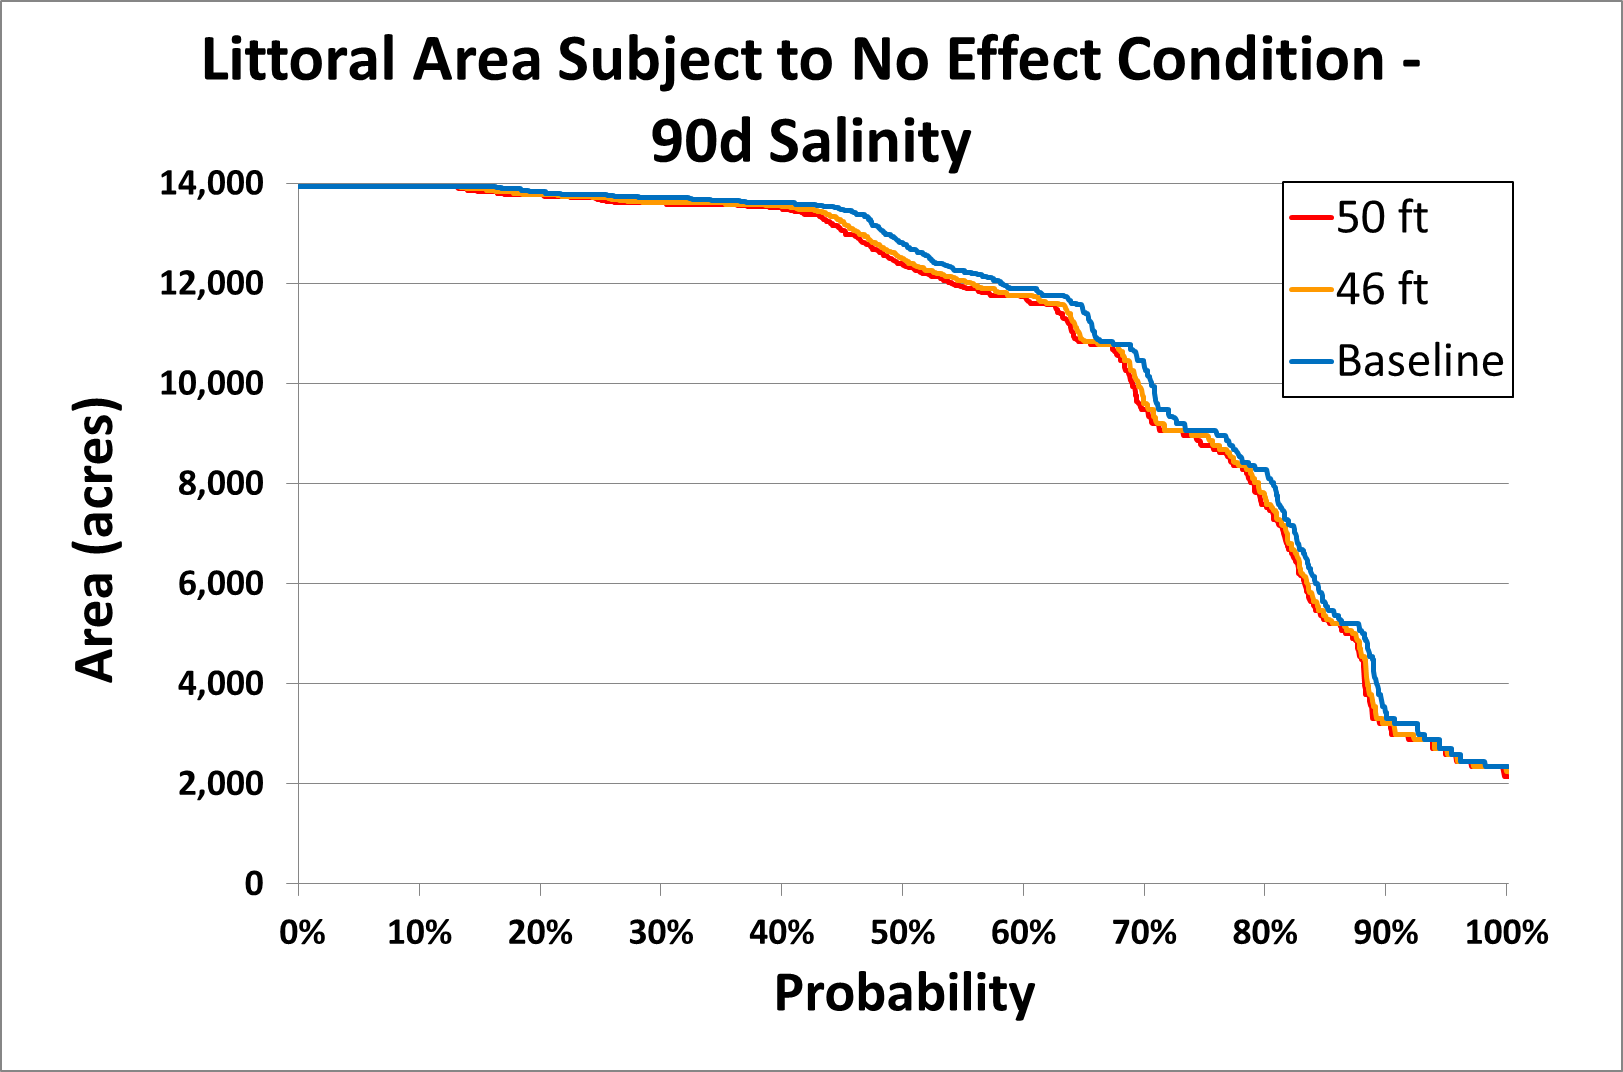 Littoral Area Subject to No Effect Condition -
90d Salinity
14,000
12,000
10,000
8,000
6,000
4,000
2,000
0
Area (acres)
50 ft
46 ft
Baseline
0% 10% 20% 30% 40% 50% 60% 70% 80% 90% 100%
Probability